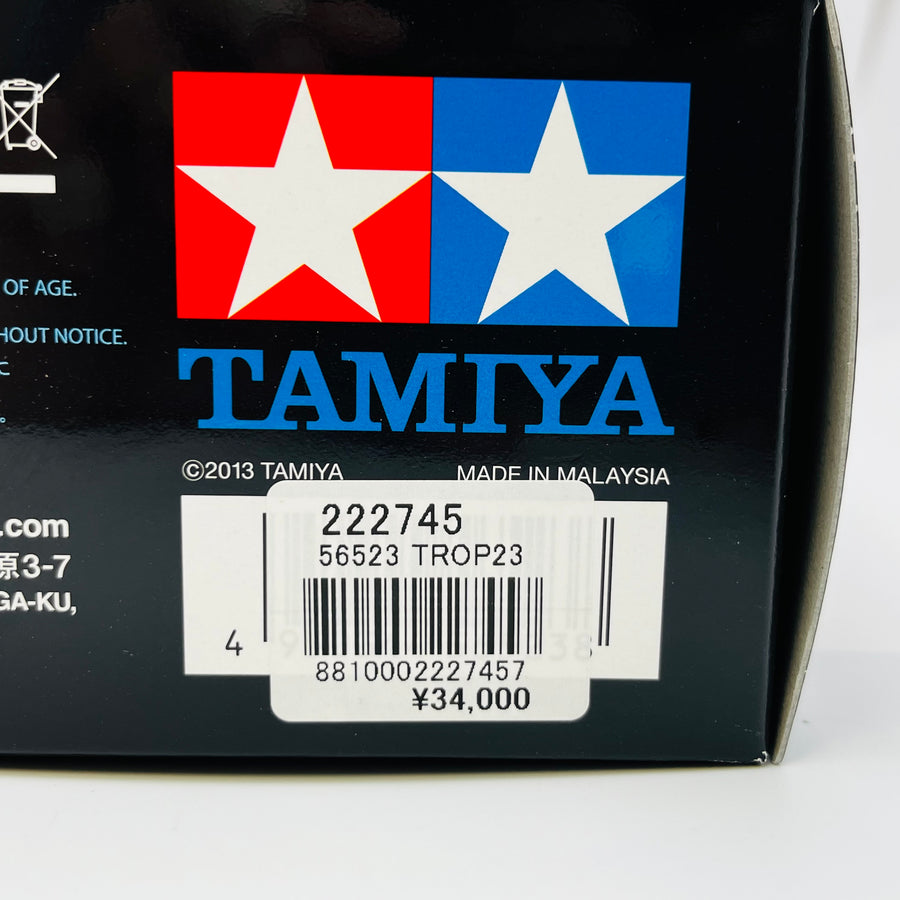 OF AGE.
HOUT NOTICE.
TAMIYA
©2013 TAMIYA MADE IN MALAYSIA
.com
原3-7
GA-KU,
222745
56523 TROP23
4
38
8810002227457
¥34,000